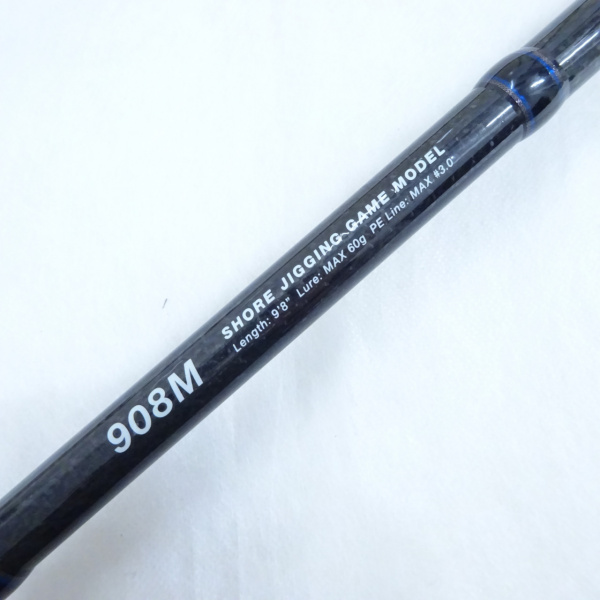 908M
SHORE JIGGING GAME MODEL
Length: 9'8" Lure: MAX 60g PE Line: MAX #3.0